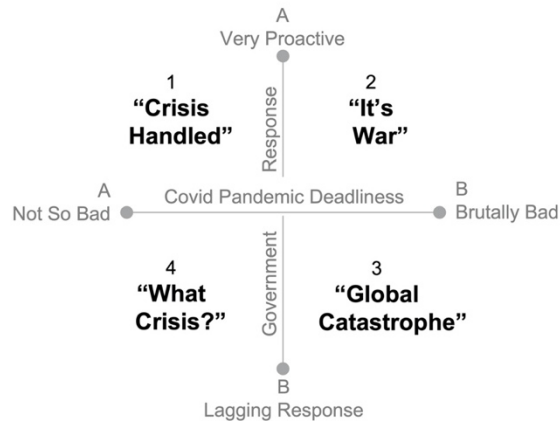 A
Very Proactive
1
“Crisis
Handled”
Response
2
“It’s
War”
A
Not So Bad
Covid Pandemic Deadliness
B
Brutally Bad
4
“What
Crisis?”
Government
3
“Global
Catastrophe”
B
Lagging Response